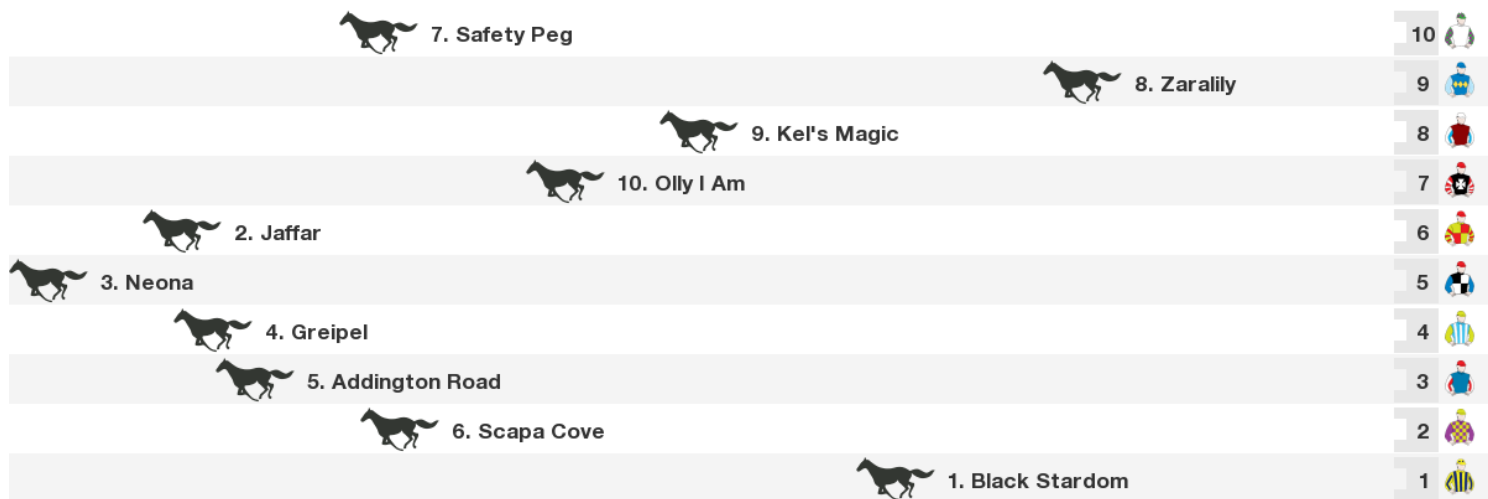 7. Safety Peg 10
8. Zaralily 9
9. Kel's Magic 8
10. Olly I Am 7
2. Jaffar 6
3. Neona 5
4. Greipel 4
5. Addington Road 3
6. Scapa Cove 2
1. Black Stardom 1